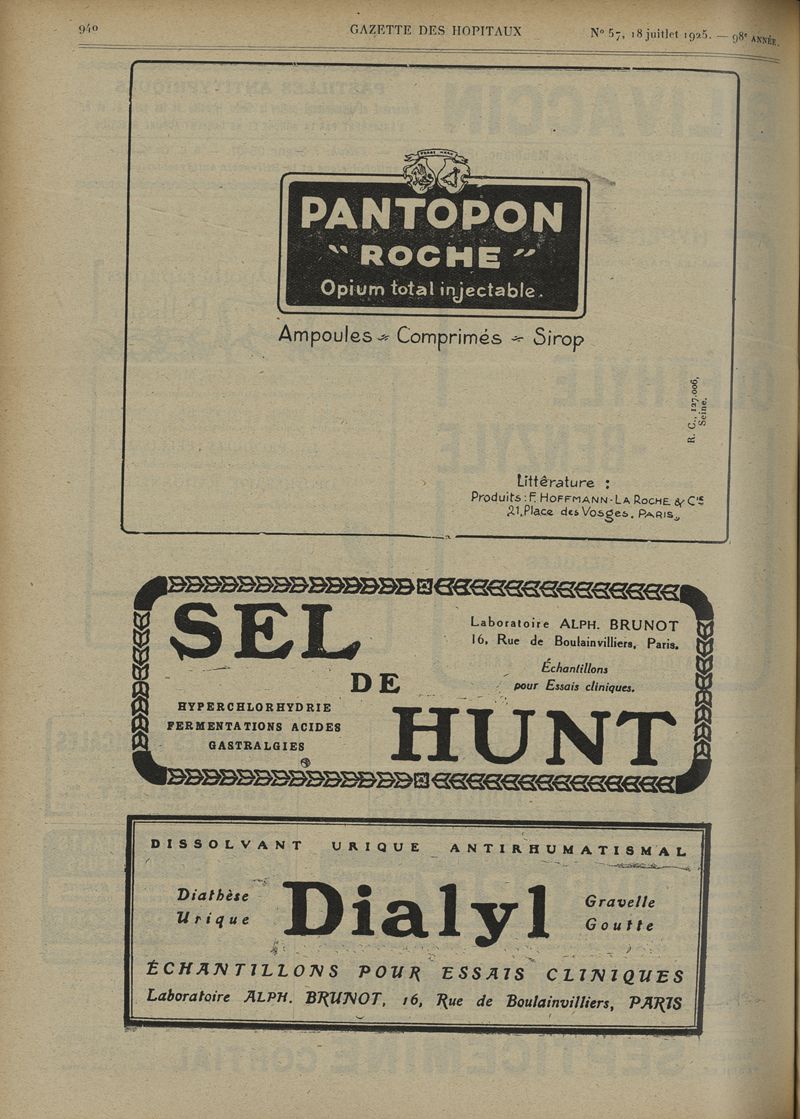 940
GAZETTE DES HOPITAUX
N° 57, 18 juillet 1925. — 98e ANNÉE.
PANTOPON
"ROCHE"
Opium total injectable.
Ampoules - Comprimés - Sirop
R. C., 127.006,
Seine.
Littérature :
Produits : F. HOFFMANN-LA ROCHE & Cie
21, Place des Vosges, PARIS
SEL
DE
HUNT
Laboratoire ALPH. BRUNOT
16, Rue de Boulainvilliers, Paris.
Échantillons
pour Essais cliniques.
HYPERCHLORHYDRIE
FERMENTATIONS ACIDES
GASTRALGIES
DISSOLVANT URIQUE ANTIRHUMATISMAL
Diathèse
Urique
Dialyl
Gravelle
Goutte
ÉCHANTILLONS POUR ESSAIS CLINIQUES
Laboratoire ALPH. BRUNOT, 16, Rue de Boulainvilliers, PARIS